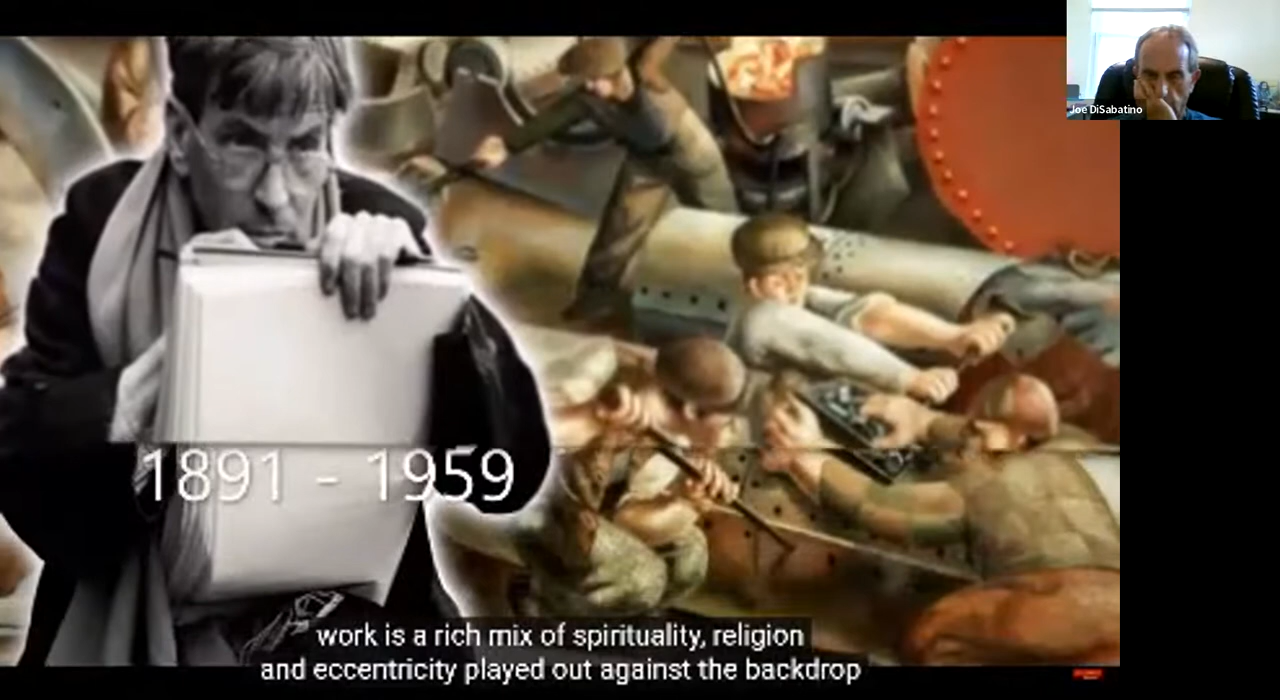 Joe DiSabatino
1891 - 1959
work is a rich mix of spirituality, religion
and eccentricity played out against the backdrop